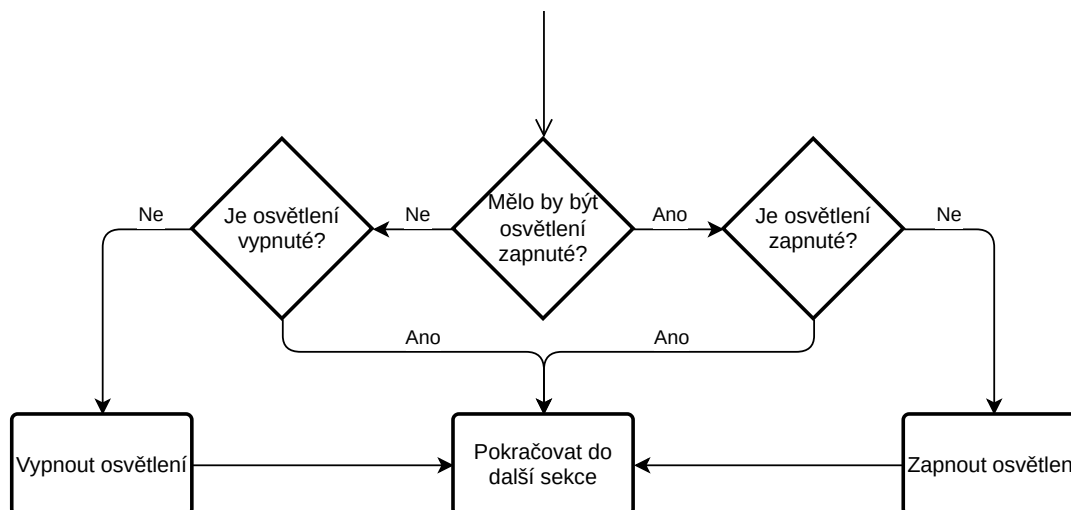 Mělo by být
osvětlení
zapnuté?
Ne
Ano
Je osvětlení
vypnuté?
Je osvětlení
zapnuté?
Ne
Ne
Ano
Ano
Vypnout osvětlení
Pokračovat do
další sekce
Zapnout osvětlen